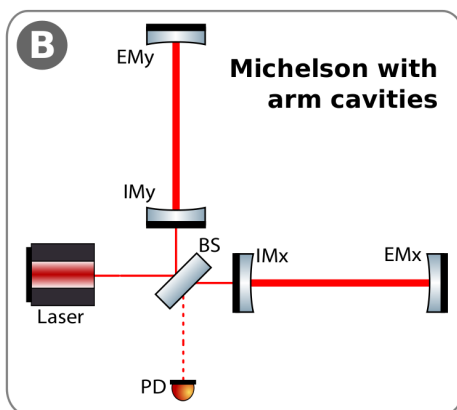 B
EMy
Michelson with
arm cavities
IMy
BS
IMx
EMx
Laser
PD